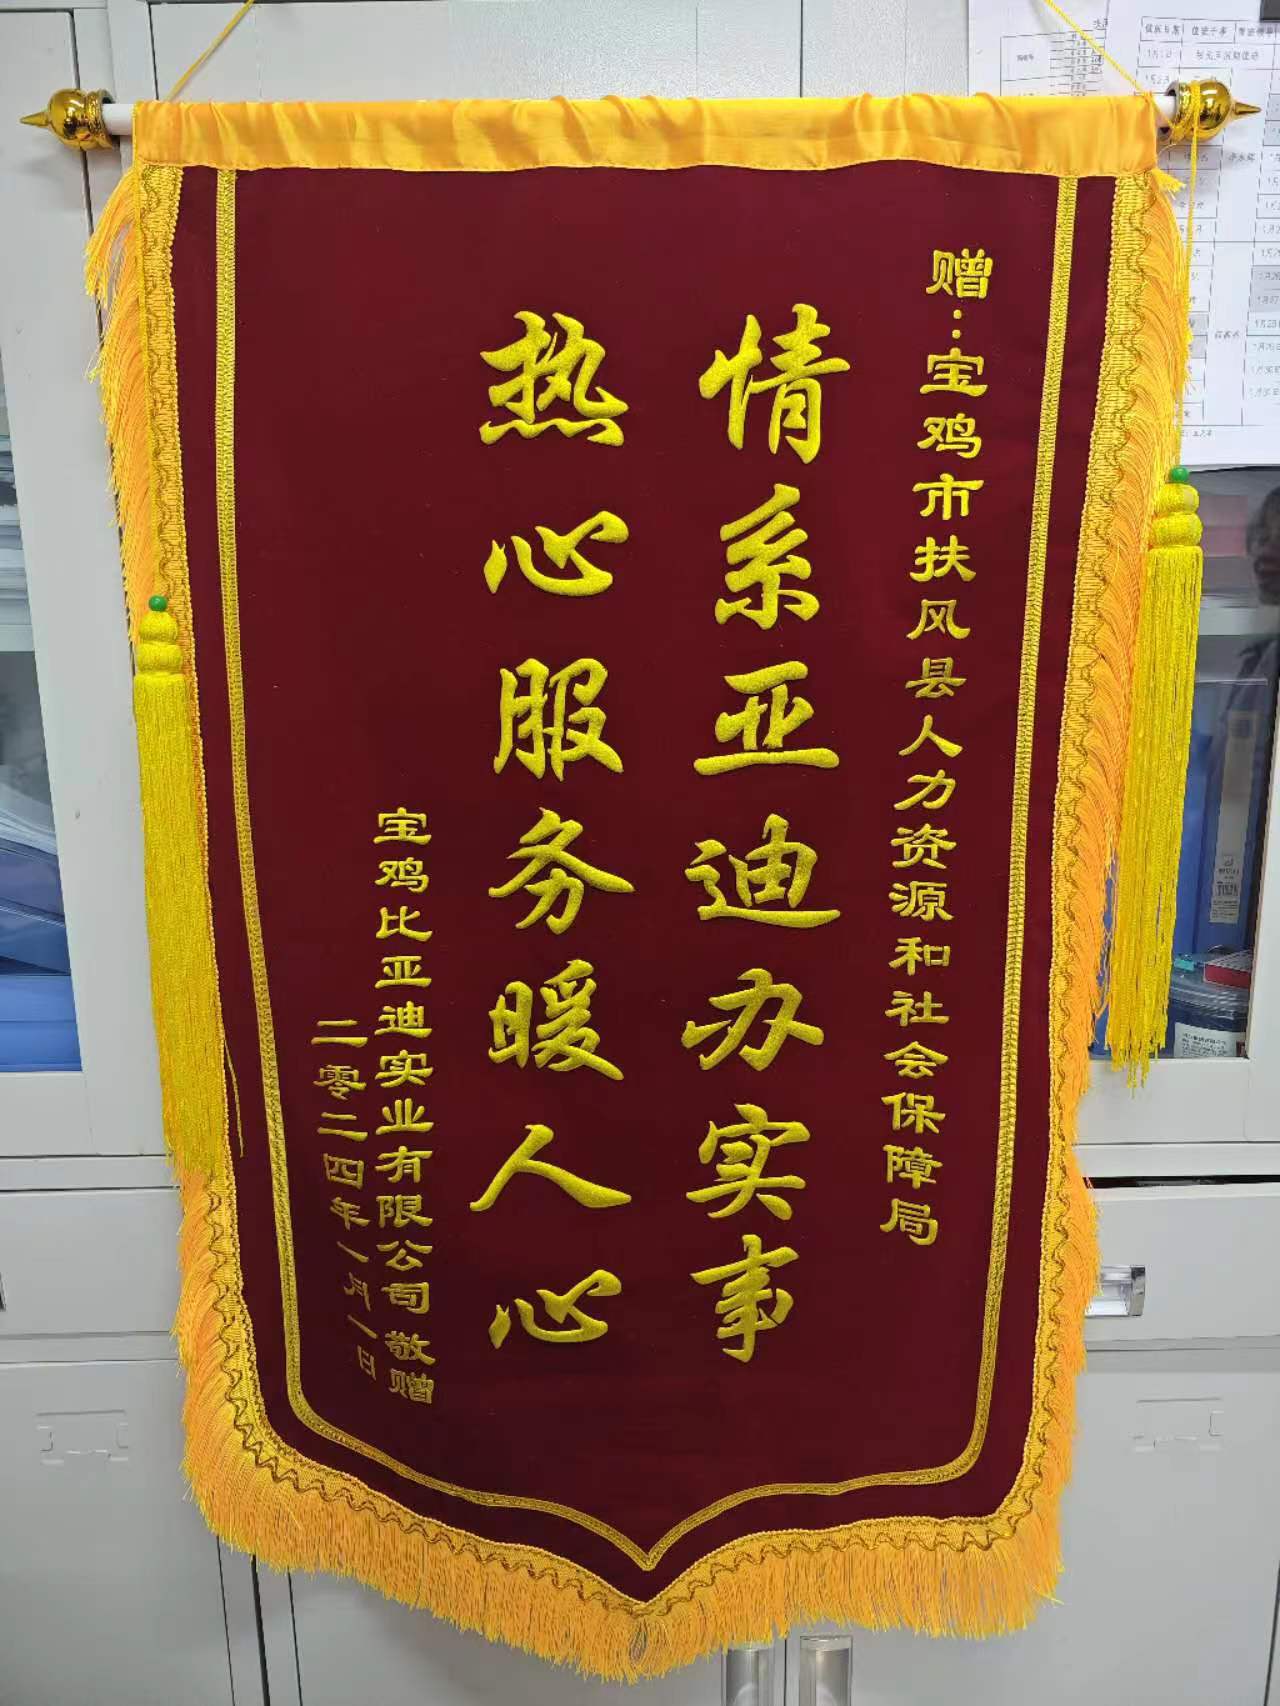 赠：宝鸡市扶风县人力资源和社会保障局
情系亚迪办实事
热心服务暖人心
宝鸡比亚迪实业有限公司 敬赠
二零二四年一月一日